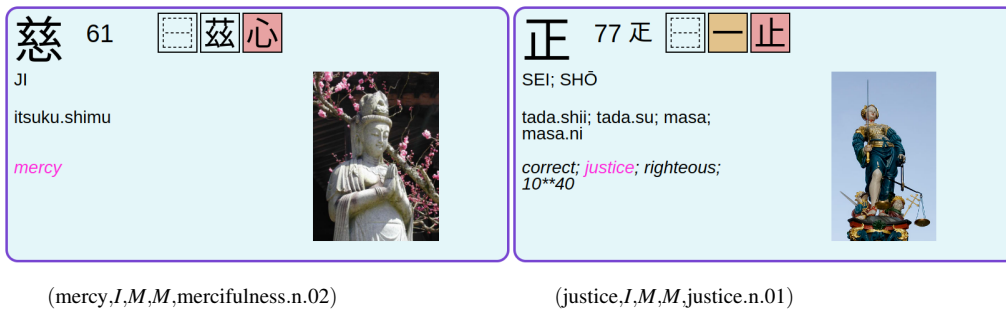 慈 61 茲 心
JI
itsuku.shimu
mercy
(mercy,I,M,M,mercifulness.n.02)
正 77 疋 一 止
SEI; SHŌ
tada.shii; tada.su; masa;
masa.ni
correct; justice; righteous;
10**40
(justice,I,M,M,justice.n.01)